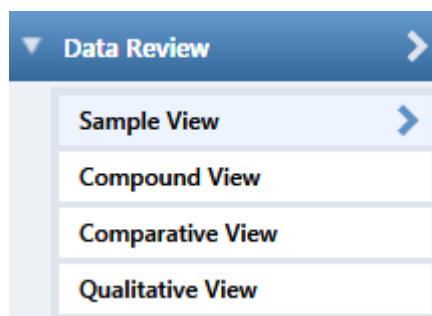 Data Review
Sample View
Compound View
Comparative View
Qualitative View